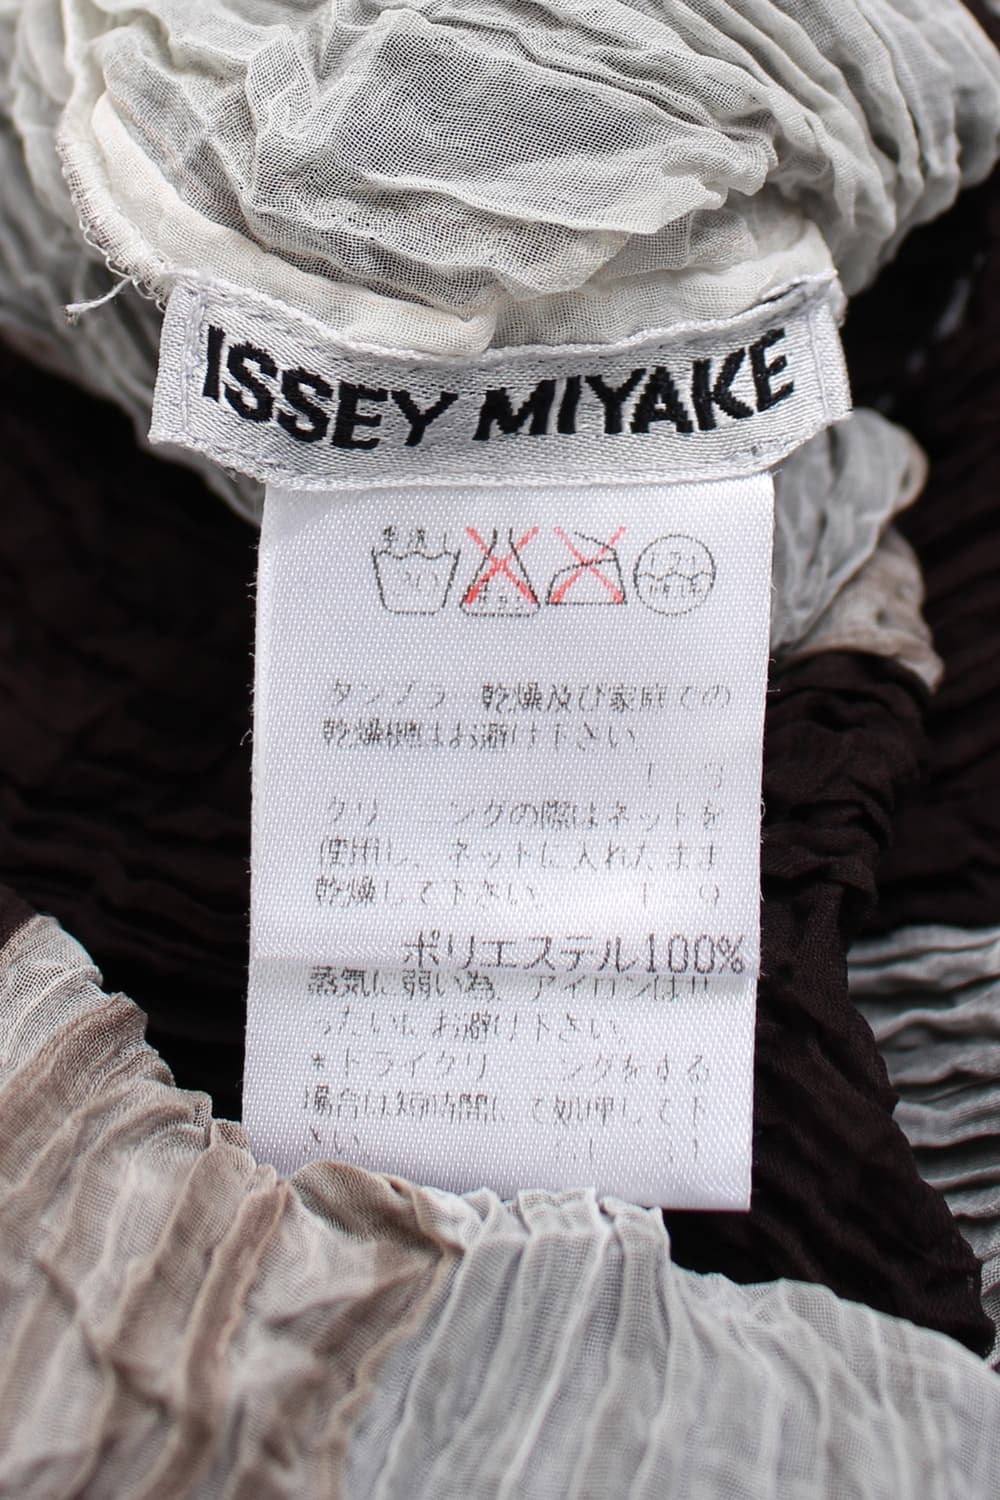 ISSEY MIYAKE
手洗イ
タンブラー乾燥及び家庭での
乾燥機はお避け下さい。
クリーニングの際はネットを
使用し、ネットに入れたまま
乾燥して下さい。
ポリエステル100%
蒸気に弱い為、アイロンは
ったいにお避け下さい。
*ドライクリーニングをする
場合は短時間して処理して下
さい。